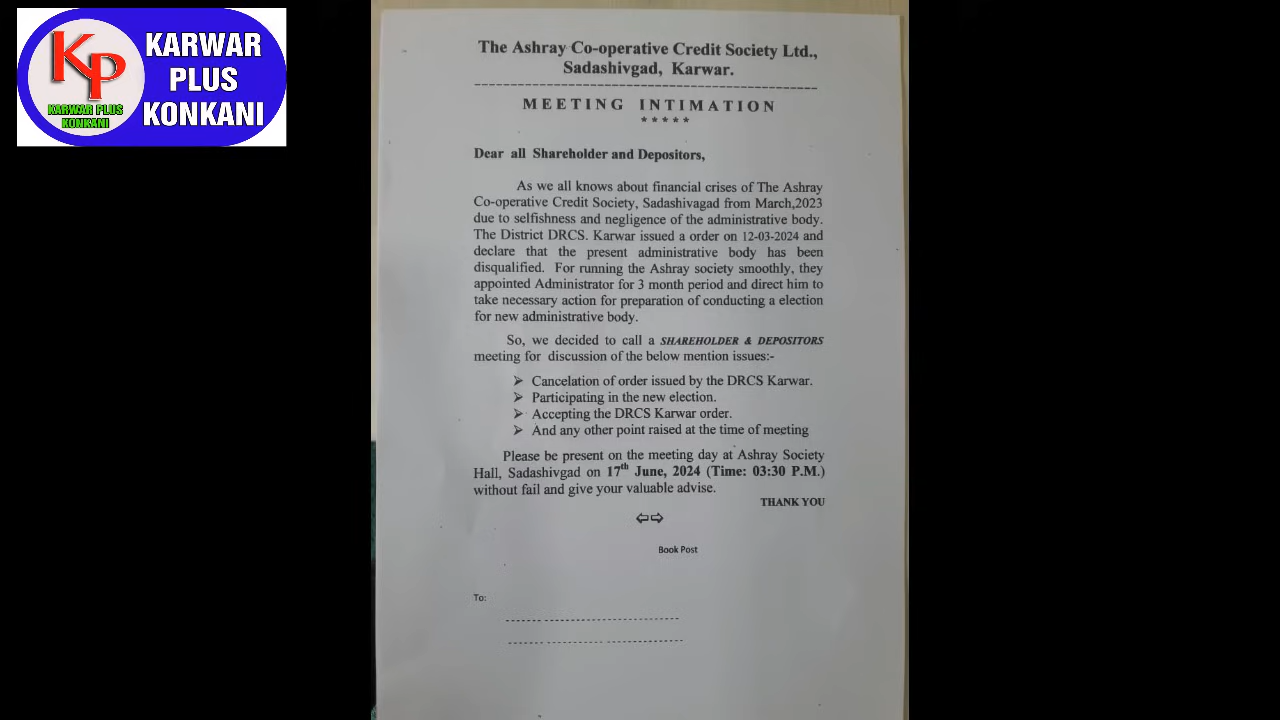 KP
KARWAR PLUS
KONKANI
KARWAR
PLUS
KONKANI
The Ashray Co-operative Credit Society Ltd.,
Sadashivgad, Karwar.
MEETING INTIMATION
*****
Dear all Shareholder and Depositors,
As we all knows about financial crises of The Ashray
Co-operative Credit Society, Sadashivagad from March,2023
due to selfishness and negligence of the administrative body.
The District DRCS. Karwar issued a order on 12-03-2024 and
declare that the present administrative body has been
disqualified. For running the Ashray society smoothly, they
appointed Administrator for 3 month period and direct him to
take necessary action for preparation of conducting a election
for new administrative body.
So, we decided to call a SHAREHOLDER & DEPOSITORS
meeting for discussion of the below mention issues:-
➢ Cancelation of order issued by the DRCS Karwar.
➢ Participating in the new election.
➢ Accepting the DRCS Karwar order.
➢ And any other point raised at the time of meeting
Please be present on the meeting day at Ashray Society
Hall, Sadashivgad on 17th June, 2024 (Time: 03:30 P.M.)
without fail and give your valuable advise.
THANK YOU
Book Post
To: